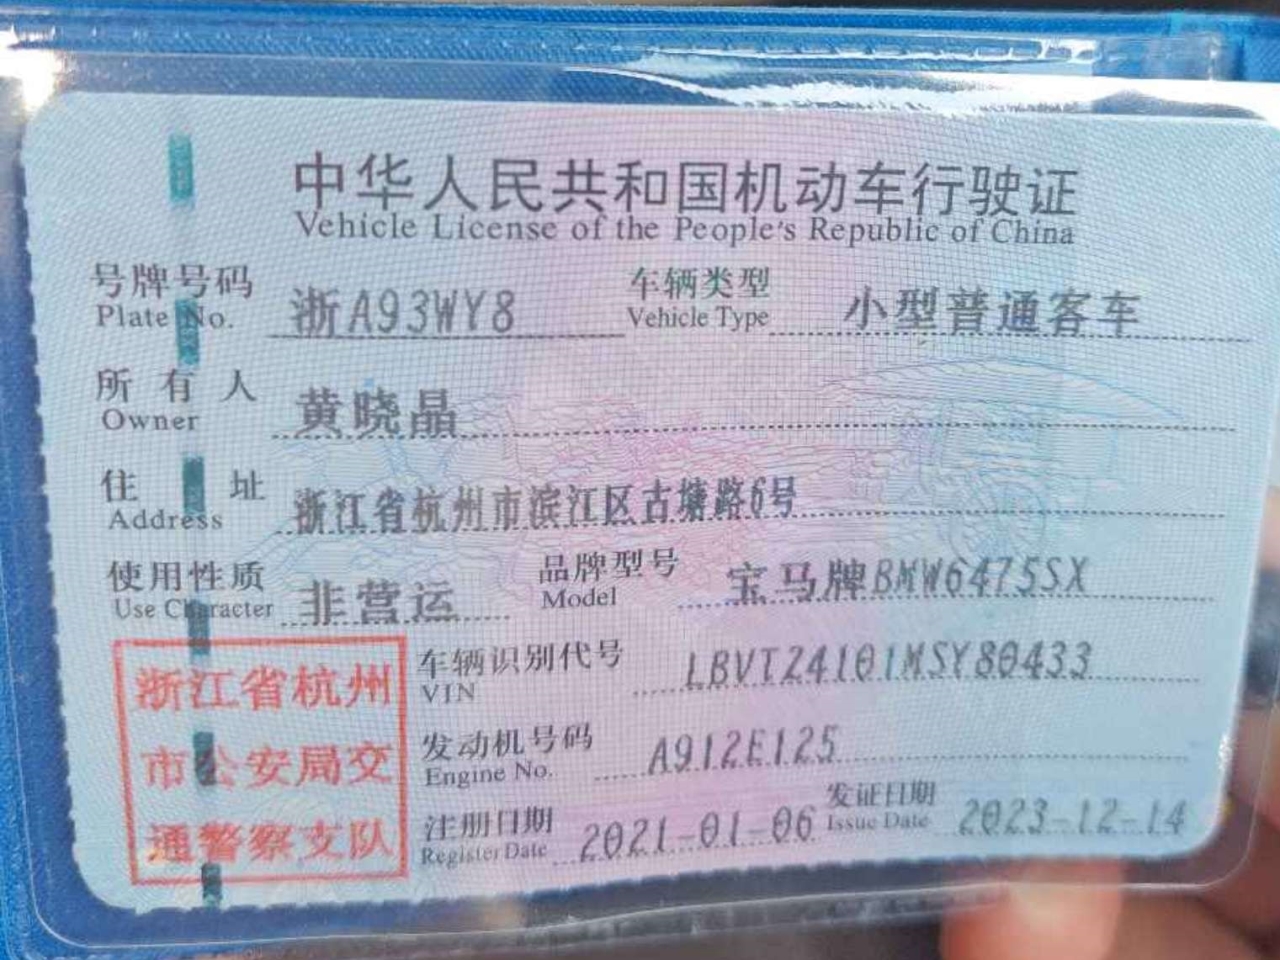 中华人民共和国机动车行驶证
Vehicle License of the People's Republic of China
号牌号码 浙A93WY8 车辆类型 小型普通客车
Plate No. Vehicle Type
所有人 黄晓晶
Owner
住址 浙江省杭州市滨江区古塘路6号
Address
使用性质 非营运 品牌型号 宝马牌BMW6475SX
Use Character Model
浙江省杭州
市公安局交
通警察支队
车辆识别代号 LBVTZ4101MSY80433
VIN
发动机号码 A912E125
Engine No.
注册日期 2021-01-06 发证日期 2023-12-14
Register Date Issue Date